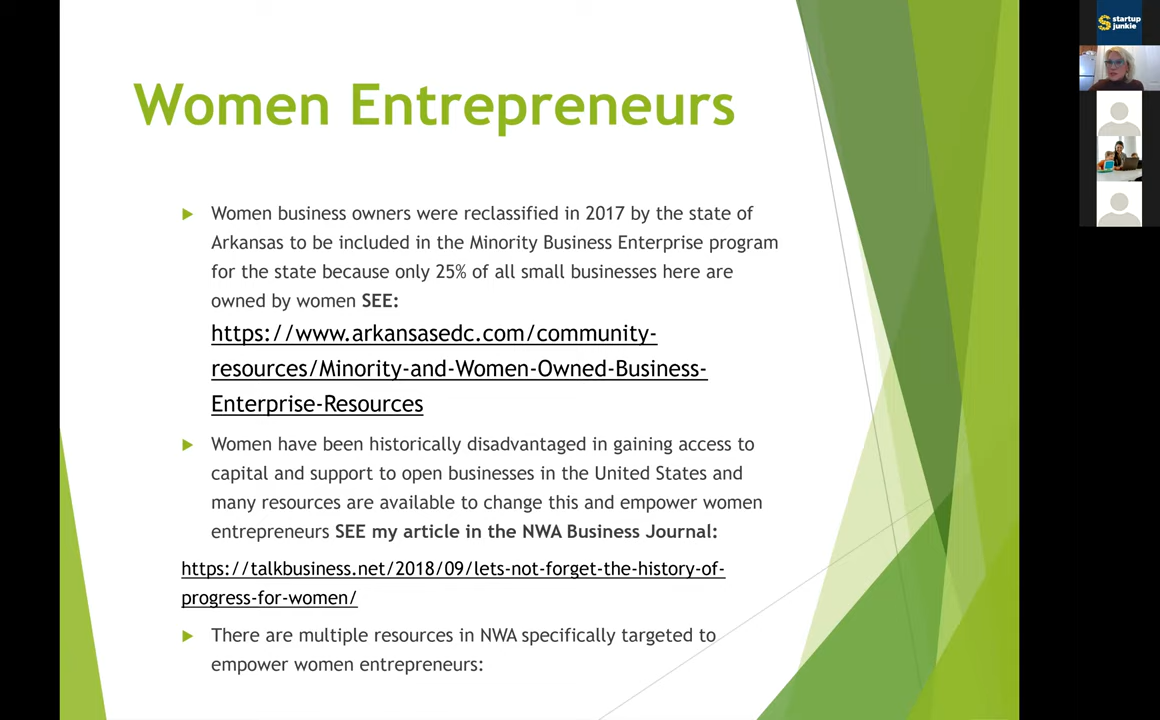 Women Entrepreneurs
Women business owners were reclassified in 2017 by the state of
Arkansas to be included in the Minority Business Enterprise program
for the state because only 25% of all small businesses here are
owned by women SEE:
https://www.arkansasedc.com/community-
resources/Minority-and-Women-Owned-Business-
Enterprise-Resources
Women have been historically disadvantaged in gaining access to
capital and support to open businesses in the United States and
many resources are available to change this and empower women
entrepreneurs SEE my article in the NWA Business Journal:
https://talkbusiness.net/2018/09/lets-not-forget-the-history-of-
progress-for-women/
There are multiple resources in NWA specifically targeted to
empower women entrepreneurs:
startup
junkie